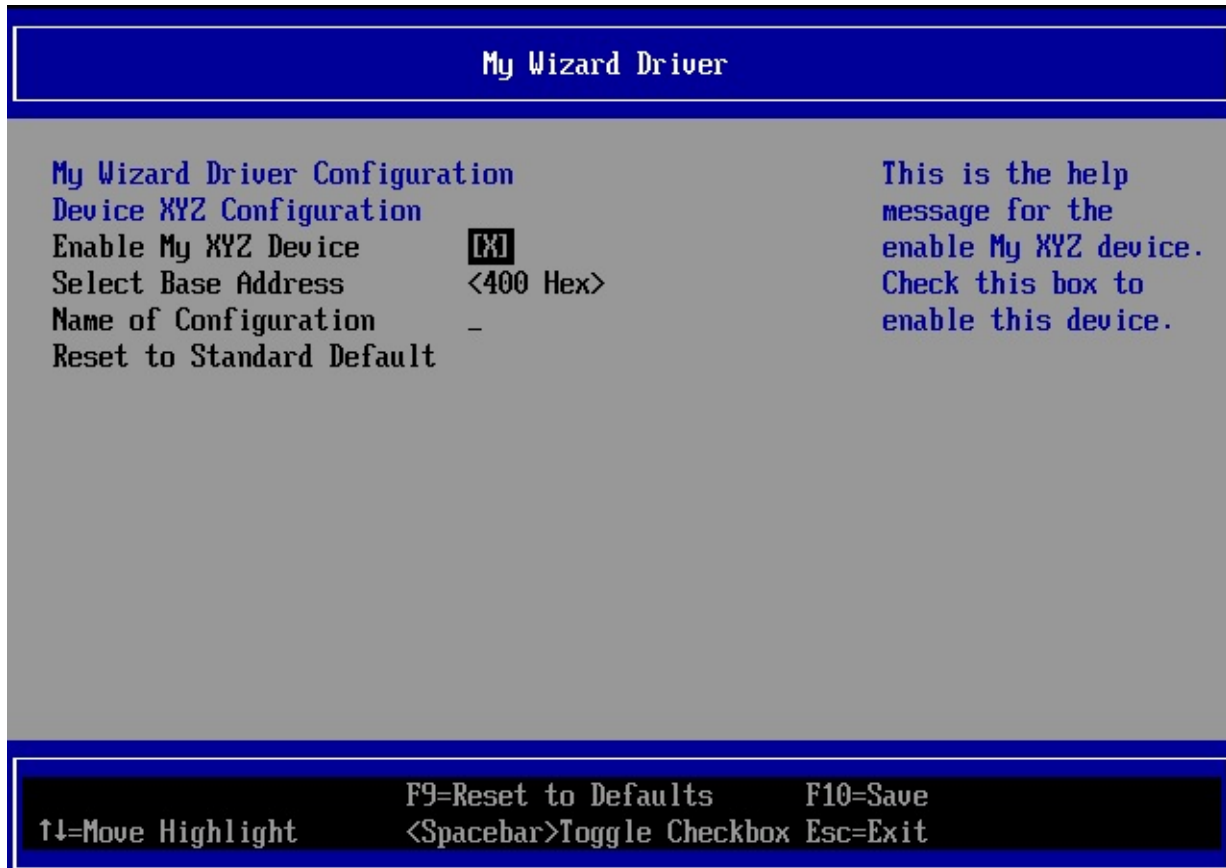 My Wizard Driver
My Wizard Driver Configuration
Device XYZ Configuration
Enable My XYZ Device [X]
Select Base Address <400 Hex>
Name of Configuration _
Reset to Standard Default
This is the help
message for the
enable My XYZ device.
Check this box to
enable this device.
F9=Reset to Defaults F10=Save
↑↓=Move Highlight <Spacebar>Toggle Checkbox Esc=Exit